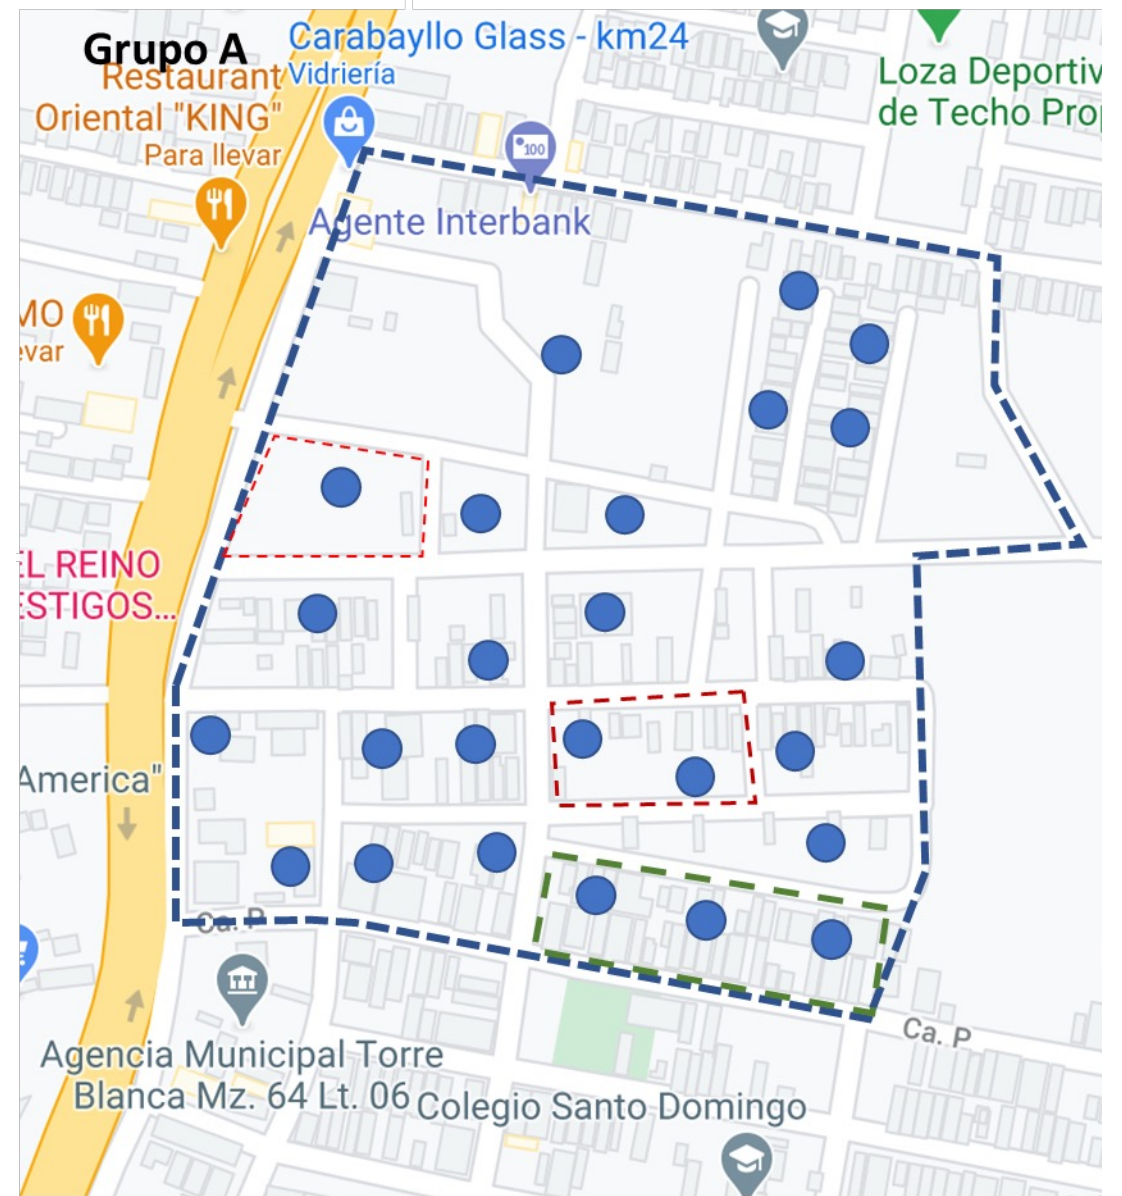 Grupo A
Carabayllo Glass - km24
Vidriería
Restaurant
Oriental "KING"
Para llevar
Loza Deportiv
de Techo Prop
100
Agente Interbank
MO
evar
EL REINO
ESTIGOS...
America"
Ca. P
Ca. P
Agencia Municipal Torre
Blanca Mz. 64 Lt. 06
Colegio Santo Domingo